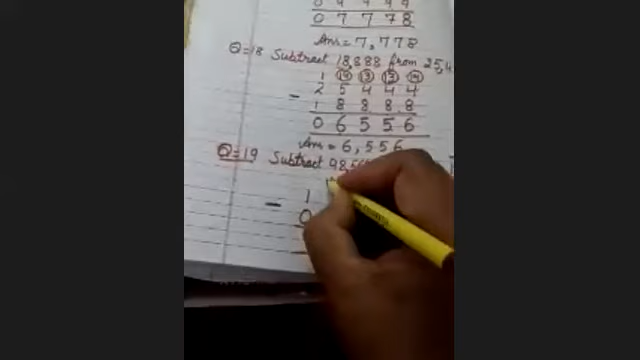 0 7 7 7 8
Ans = 7,778
Q=18 Subtract 18,888 from 25,4
1 14 13 13 14
2 5 4 4 4
- 1 8 8 8 8
0 6 5 5 6
Ans = 6,556
Q=19 Subtract 98,
1
- 0